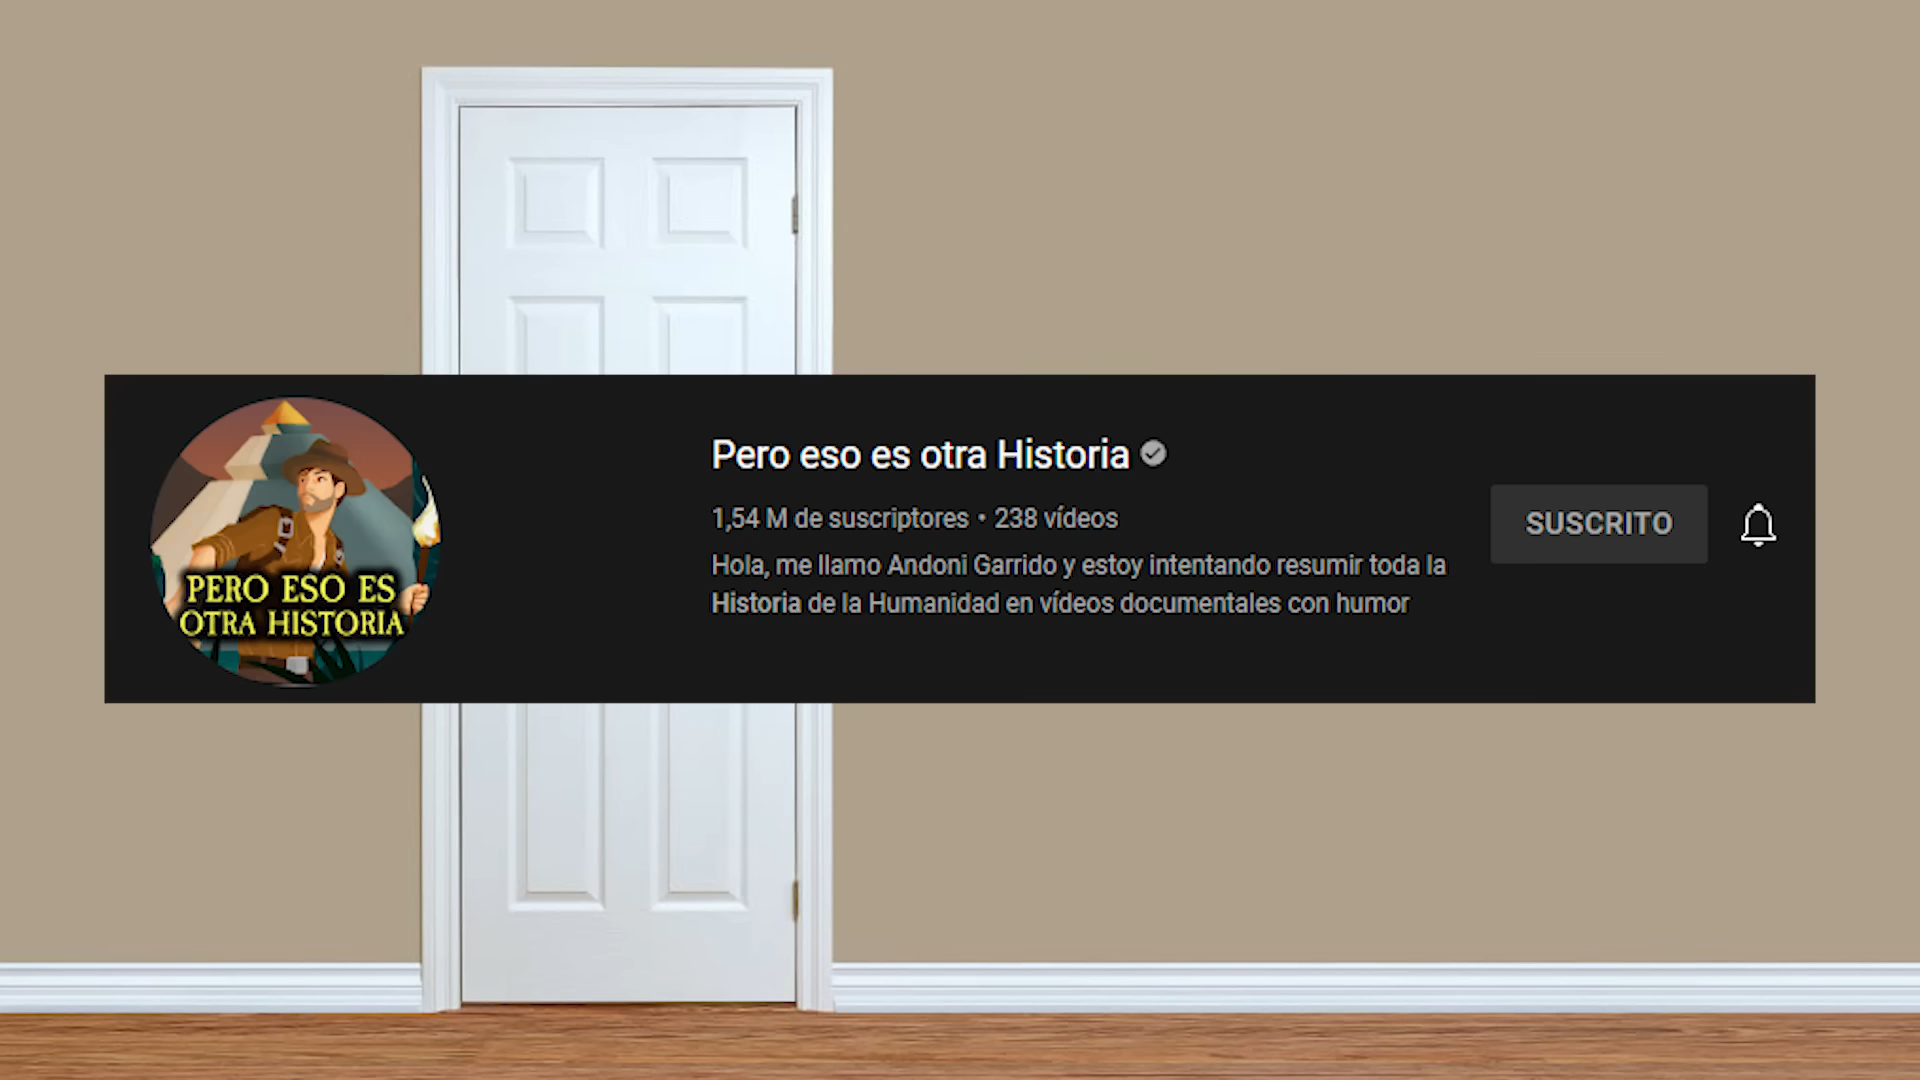 Pero eso es otra Historia
1,54 M de suscriptores • 238 vídeos
Hola, me llamo Andoni Garrido y estoy intentando resumir toda la
Historia de la Humanidad en vídeos documentales con humor
SUSCRITO
PERO ESO ES
OTRA HISTORIA